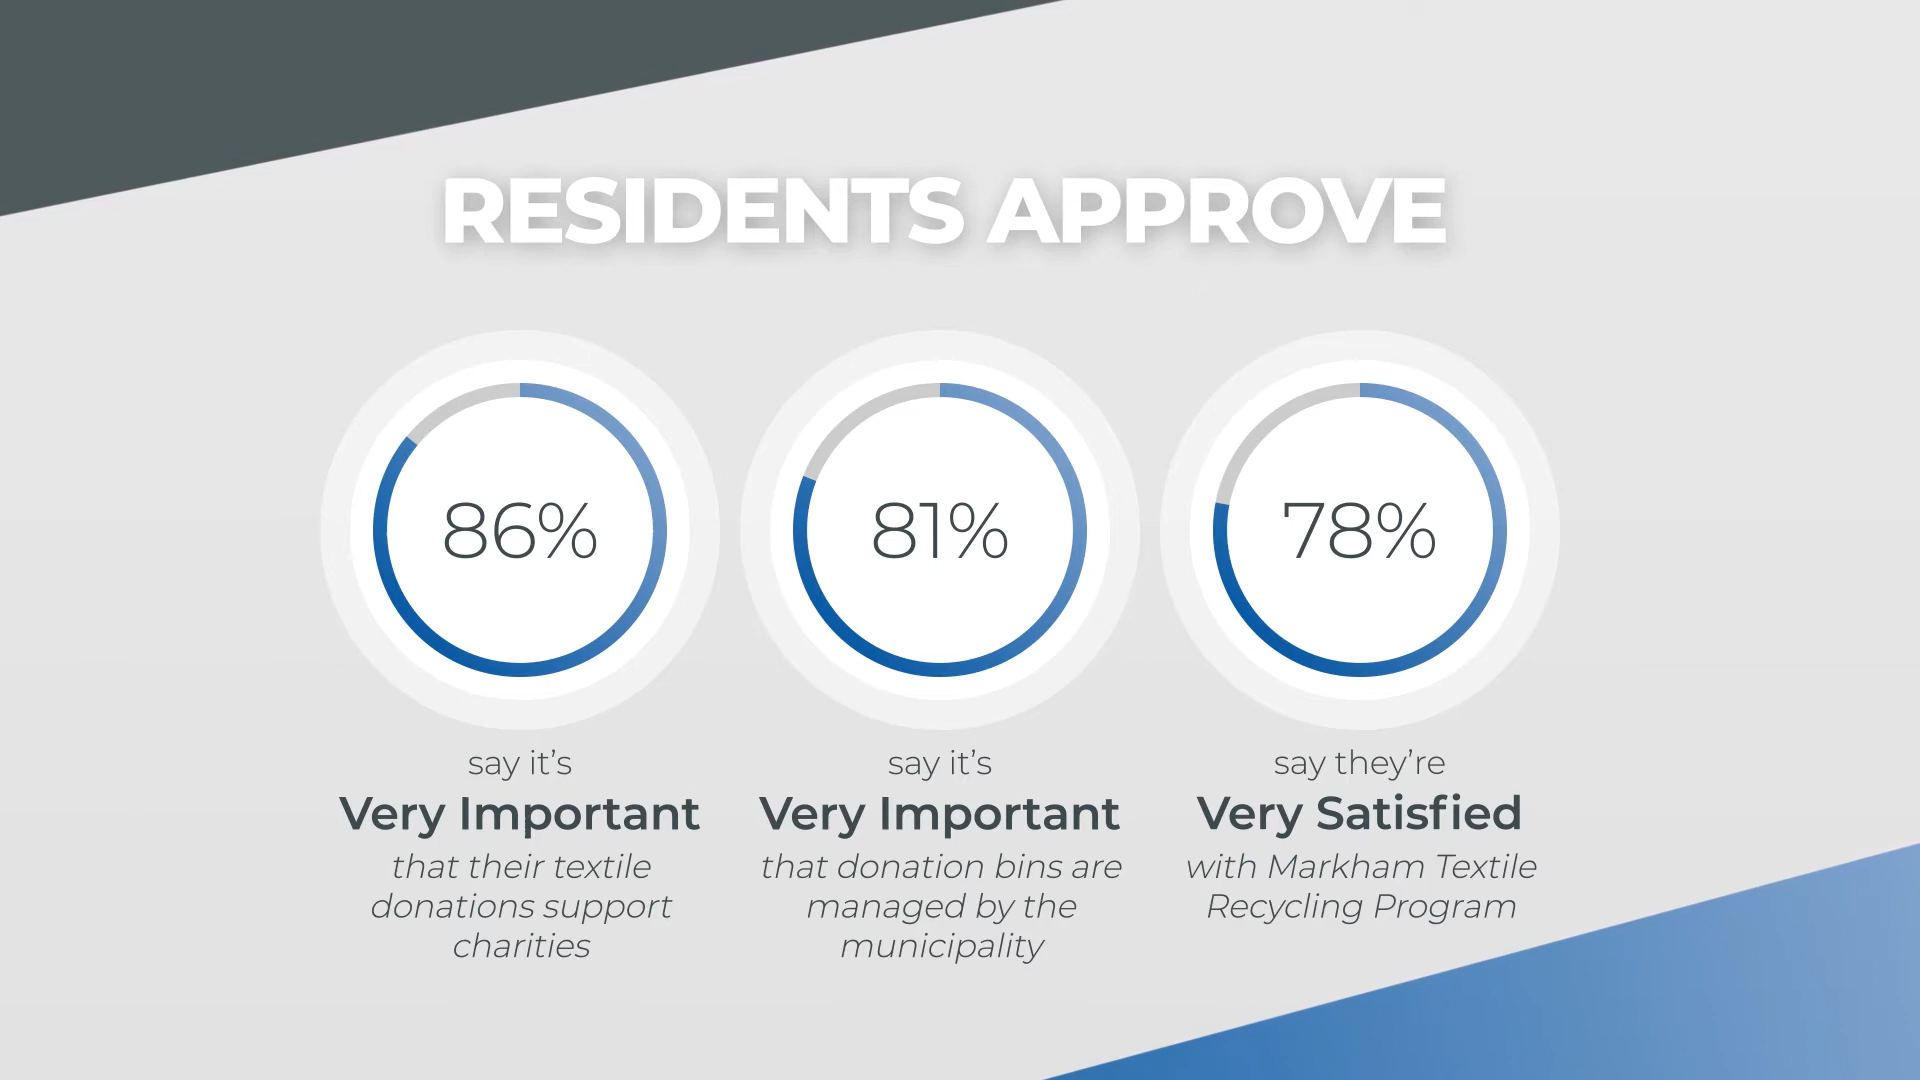 RESIDENTS APPROVE
86%
say it's
Very Important
that their textile
donations support
charities
81%
say it's
Very Important
that donation bins are
managed by the
municipality
78%
say they're
Very Satisfied
with Markham Textile
Recycling Program